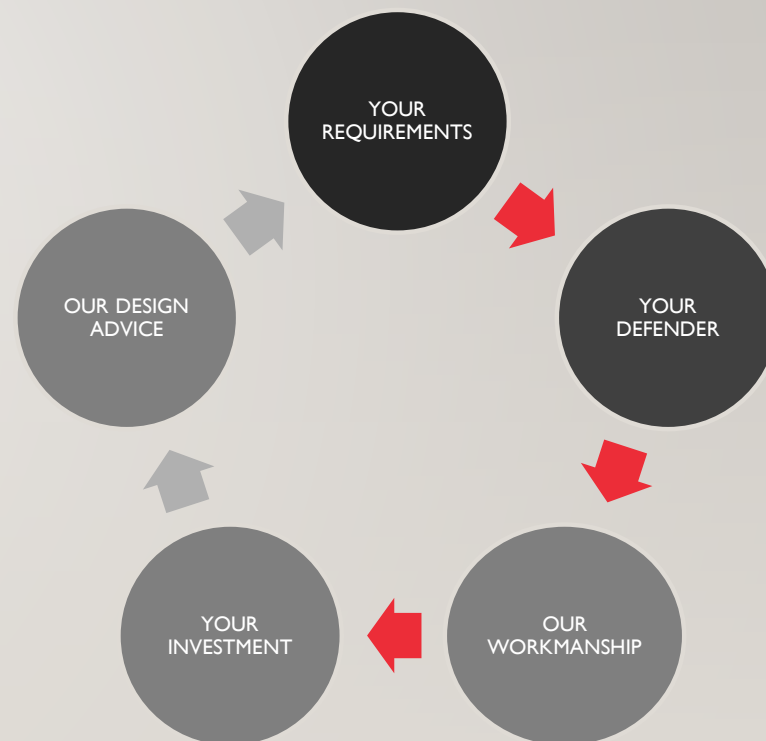 YOUR
REQUIREMENTS
YOUR
DEFENDER
OUR
WORKMANSHIP
YOUR
INVESTMENT
OUR DESIGN
ADVICE